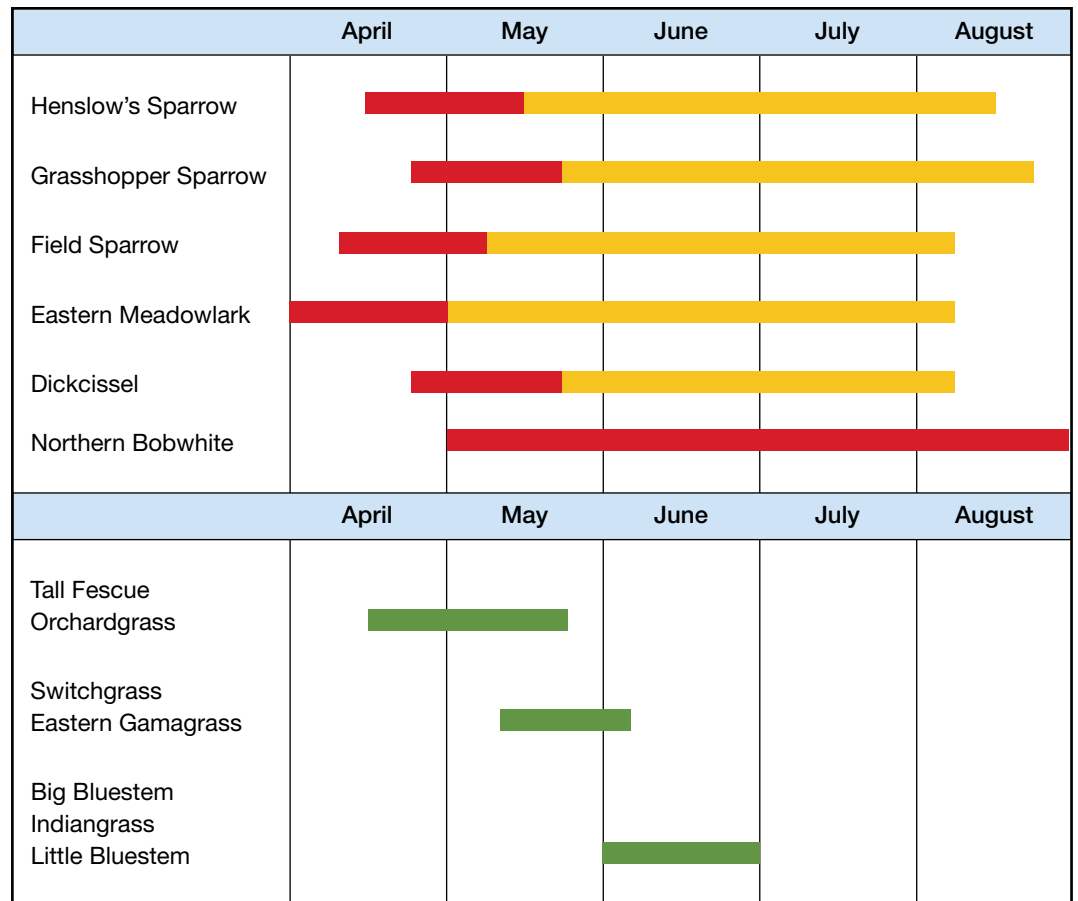 April May June July August
Henslow's Sparrow
Grasshopper Sparrow
Field Sparrow
Eastern Meadowlark
Dickcissel
Northern Bobwhite
April May June July August
Tall Fescue
Orchardgrass
Switchgrass
Eastern Gamagrass
Big Bluestem
Indiangrass
Little Bluestem